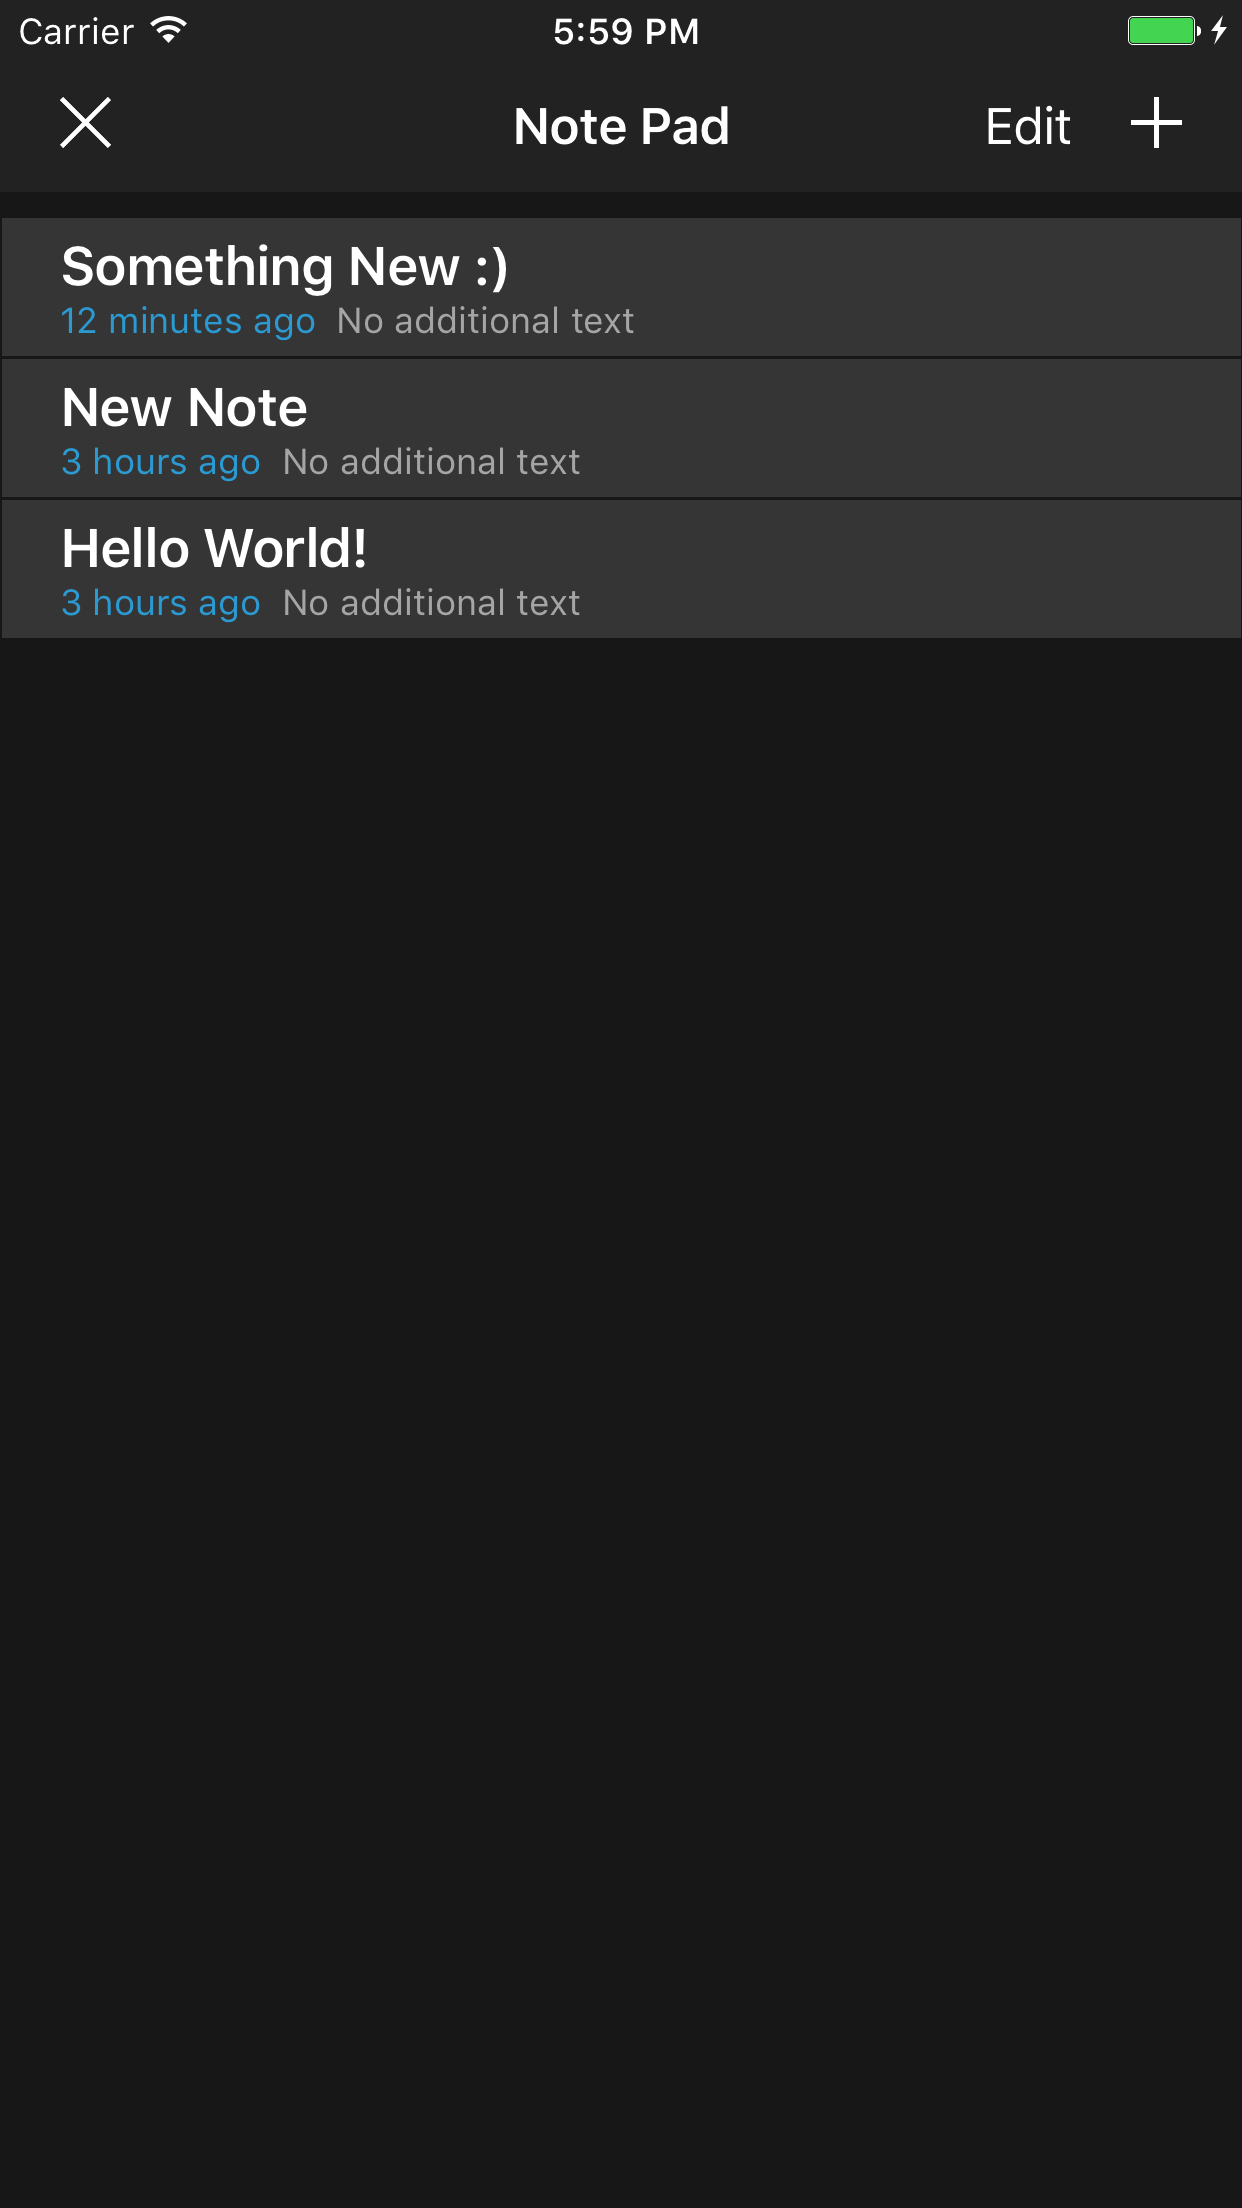 Carrier 5:59 PM
Note Pad Edit
Something New :)
12 minutes ago No additional text
New Note
3 hours ago No additional text
Hello World!
3 hours ago No additional text